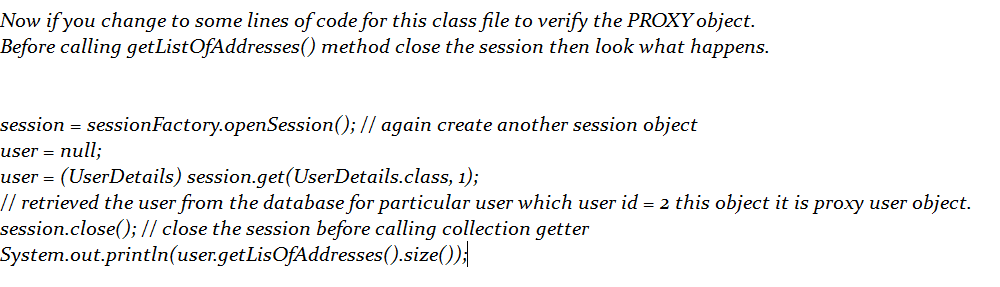 Now if you change to some lines of code for this class file to verify the PROXY object.
Before calling getListOfAddresses() method close the session then look what happens.
session = sessionFactory.openSession(); // again create another session object
user = null;
user = (UserDetails) session.get(UserDetails.class, 1);
// retrieved the user from the database for particular user which user id = 2 this object it is proxy user object.
session.close(); // close the session before calling collection getter
System.out.println(user.getLisOfAddresses().size());